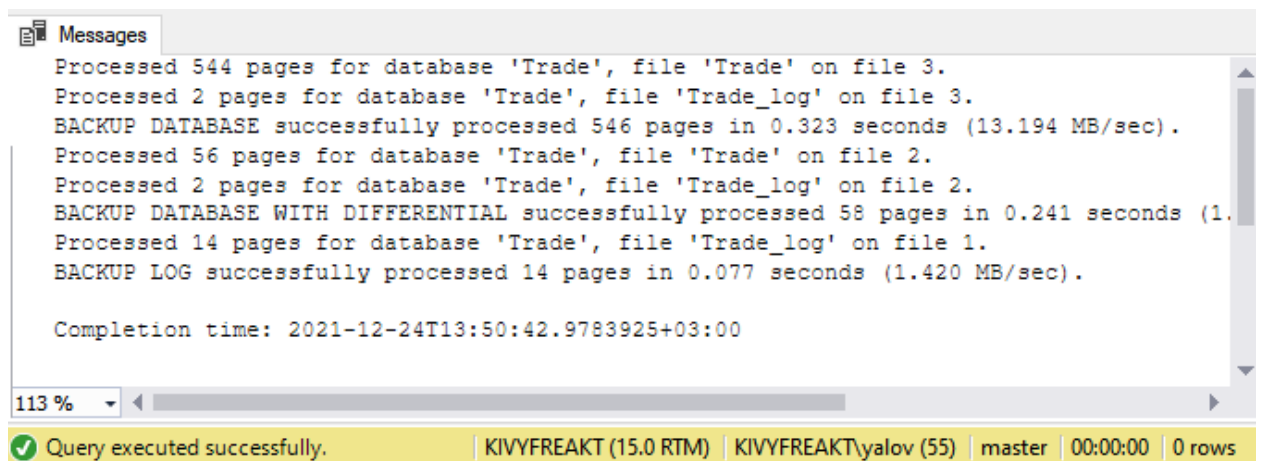 Messages
Processed 544 pages for database 'Trade', file 'Trade' on file 3.
Processed 2 pages for database 'Trade', file 'Trade_log' on file 3.
BACKUP DATABASE successfully processed 546 pages in 0.323 seconds (13.194 MB/sec).
Processed 56 pages for database 'Trade', file 'Trade' on file 2.
Processed 2 pages for database 'Trade', file 'Trade_log' on file 2.
BACKUP DATABASE WITH DIFFERENTIAL successfully processed 58 pages in 0.241 seconds (1.
Processed 14 pages for database 'Trade', file 'Trade_log' on file 1.
BACKUP LOG successfully processed 14 pages in 0.077 seconds (1.420 MB/sec).
Completion time: 2021-12-24T13:50:42.9783925+03:00
113 %
Query executed successfully. KIVYFREAKT (15.0 RTM) KIVYFREAKT\yalov (55) master 00:00:00 0 rows